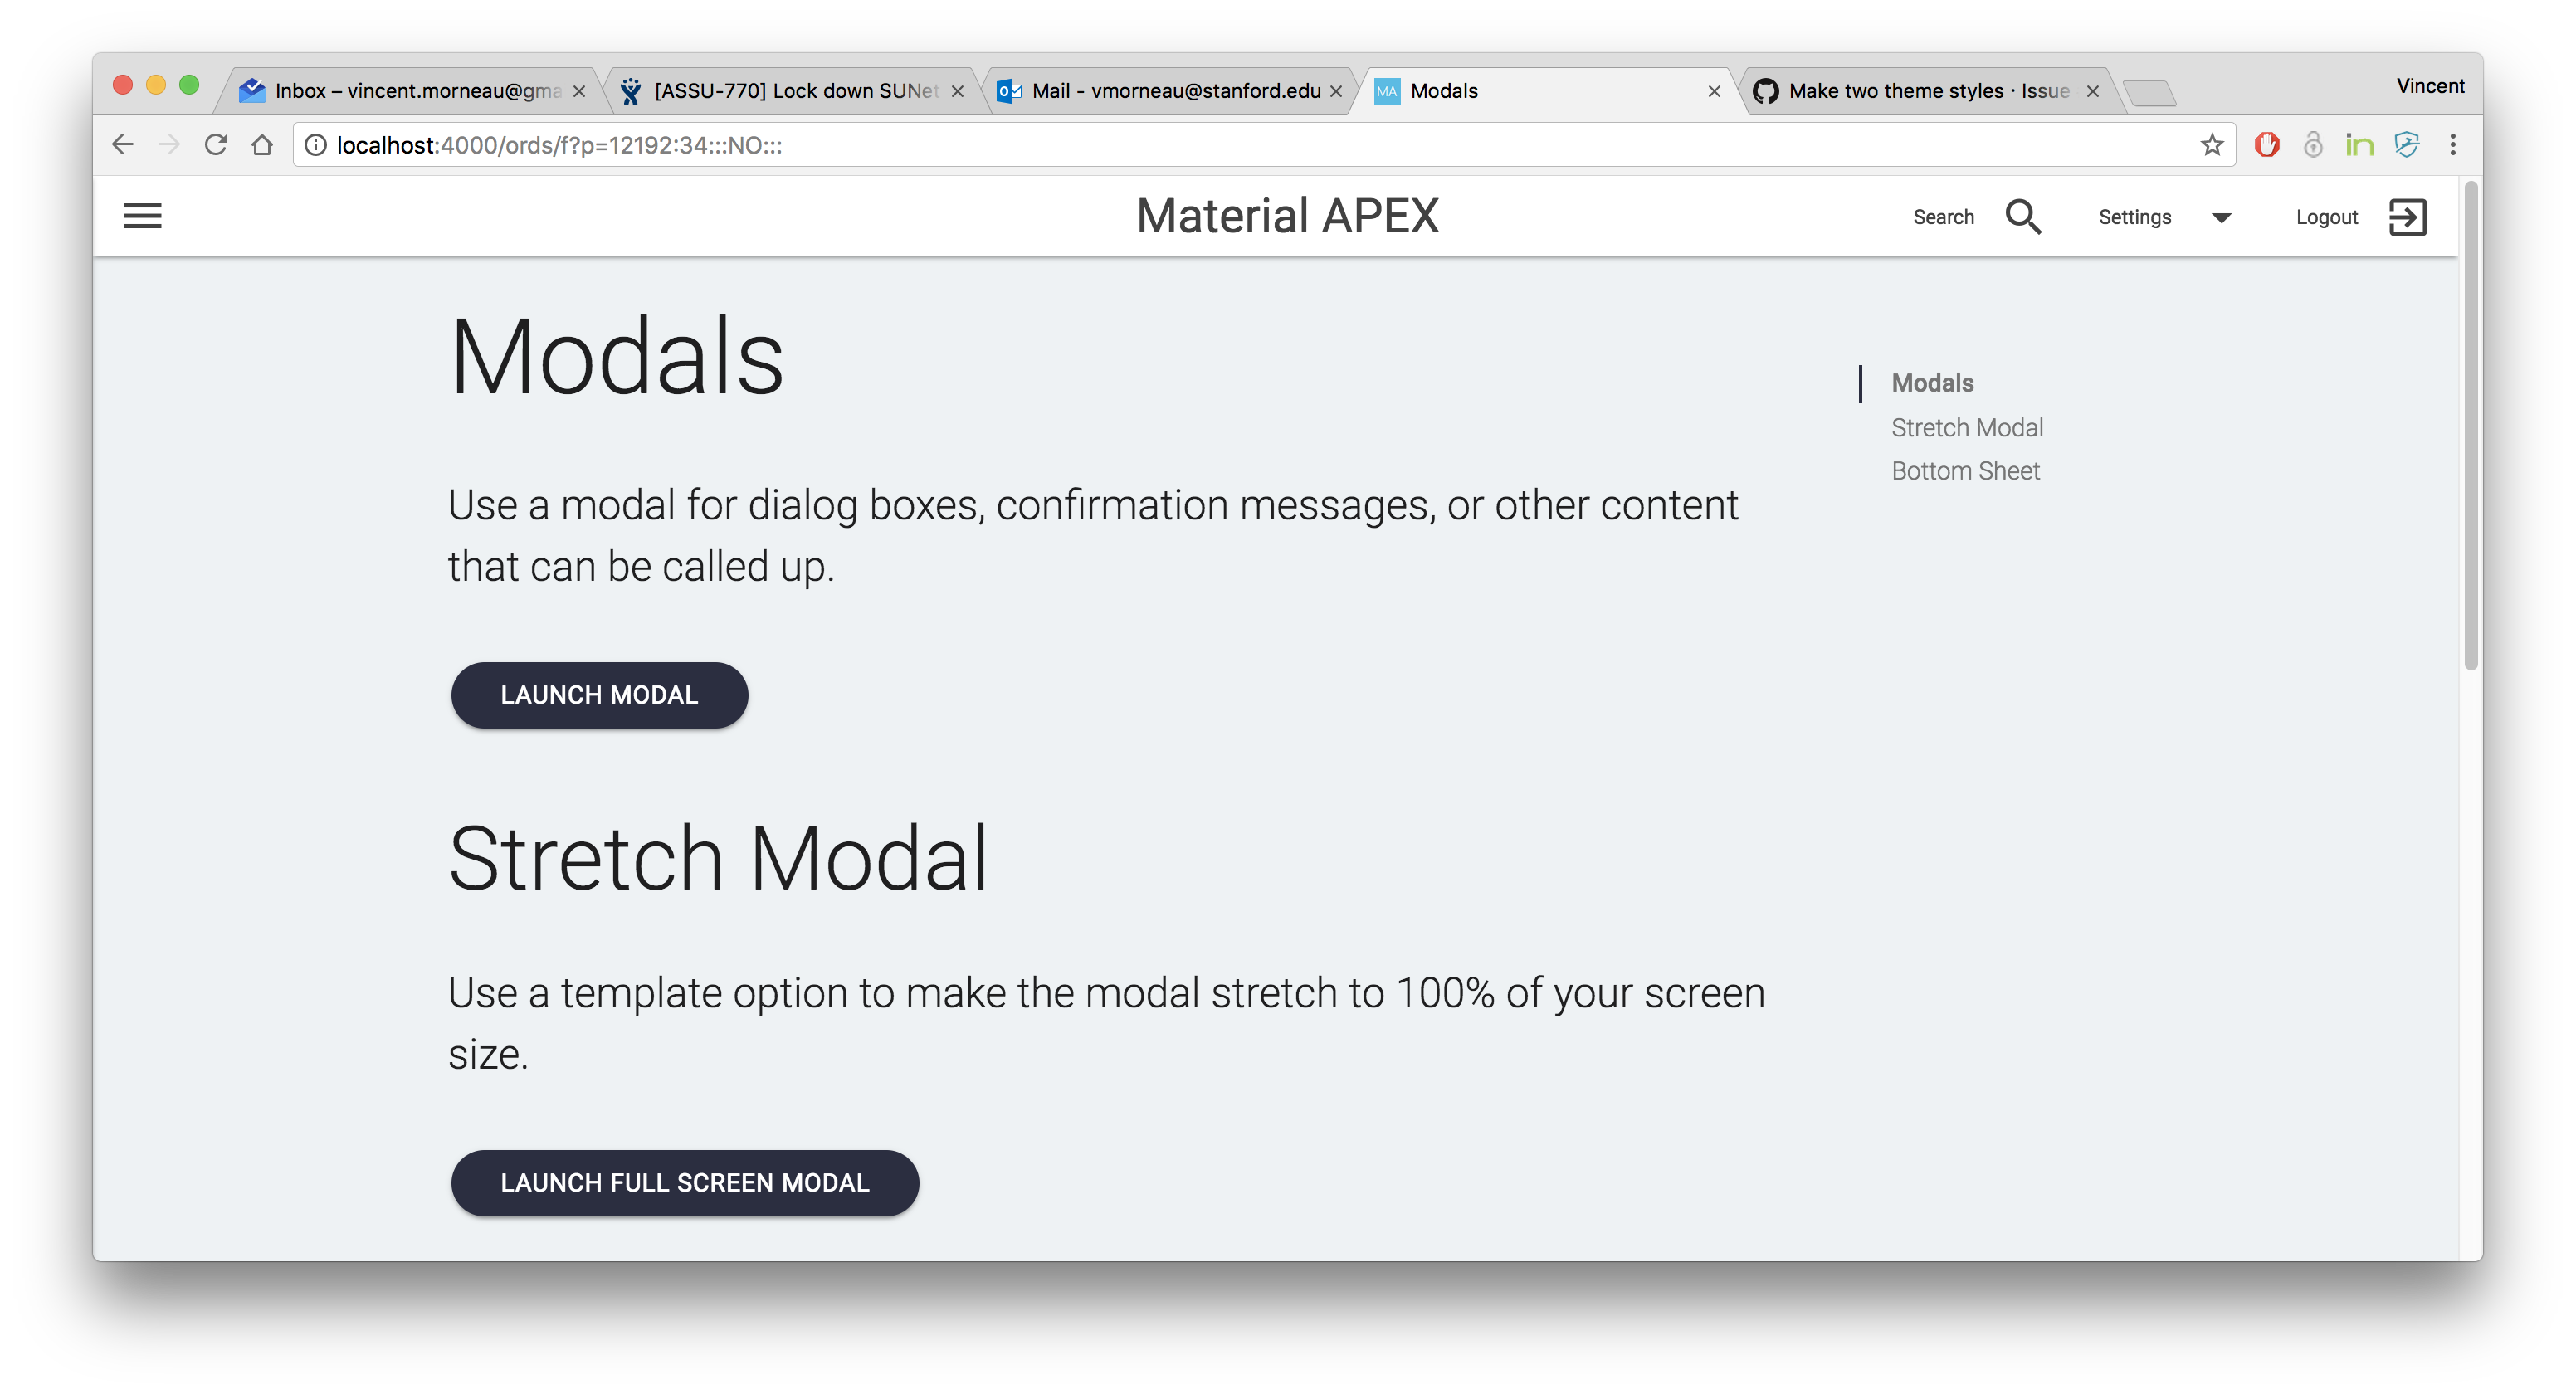 Inbox – vincent.morneau@gma
[ASSU-770] Lock down SUNet
Mail - vmorneau@stanford.edu
MA
Modals
Make two theme styles · Issue
Vincent
localhost:4000/ords/f?p=12192:34:::NO:::
in
Material APEX
Search
Settings
Logout
Modals
Use a modal for dialog boxes, confirmation messages, or other content
that can be called up.
LAUNCH MODAL
Stretch Modal
Use a template option to make the modal stretch to 100% of your screen
size.
LAUNCH FULL SCREEN MODAL
Modals
Stretch Modal
Bottom Sheet